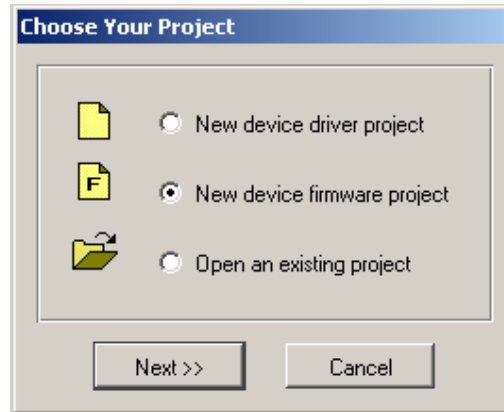 Choose Your Project
New device driver project
F
New device firmware project
Open an existing project
Next >>
Cancel